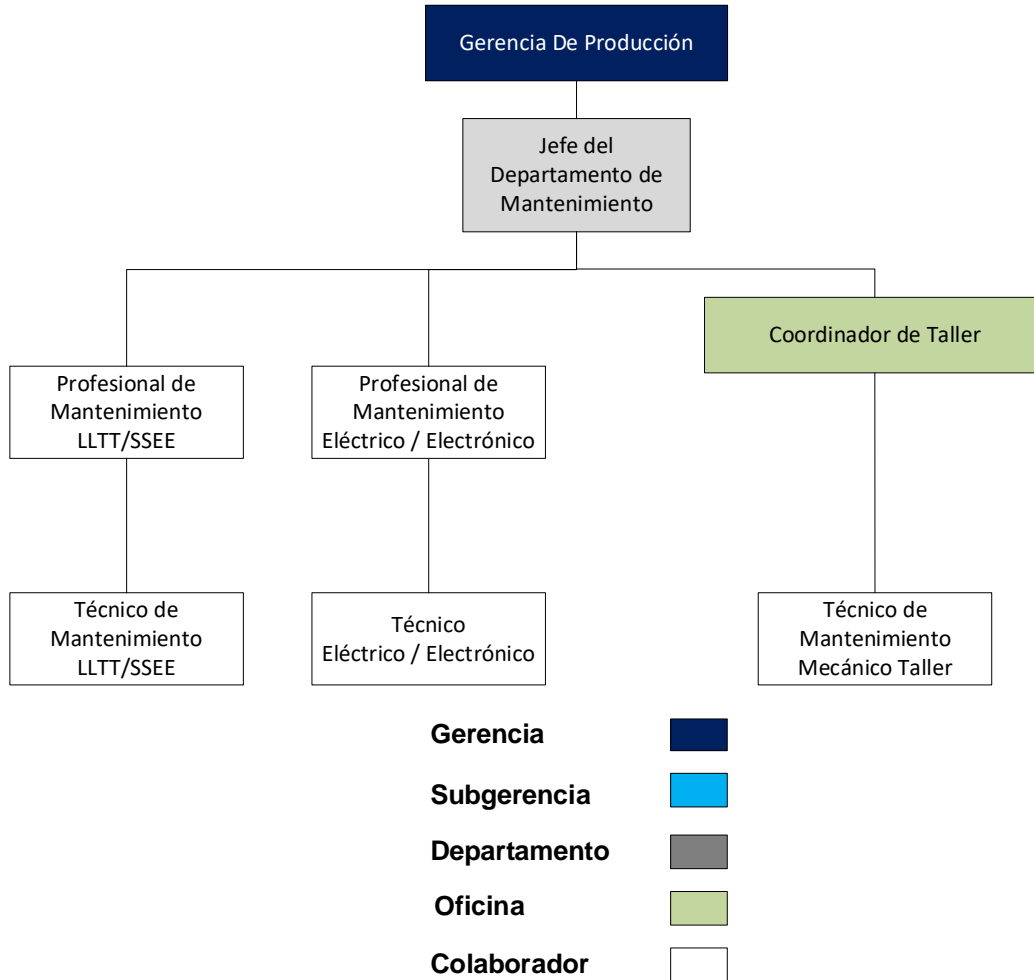 Gerencia De Producción
Jefe del
Departamento de
Mantenimiento
Coordinador de Taller
Profesional de
Mantenimiento
LLTT/SSEE
Profesional de
Mantenimiento
Eléctrico / Electrónico
Técnico de
Mantenimiento
LLTT/SSEE
Técnico
Eléctrico / Electrónico
Técnico de
Mantenimiento
Mecánico Taller
Gerencia
Subgerencia
Departamento
Oficina
Colaborador